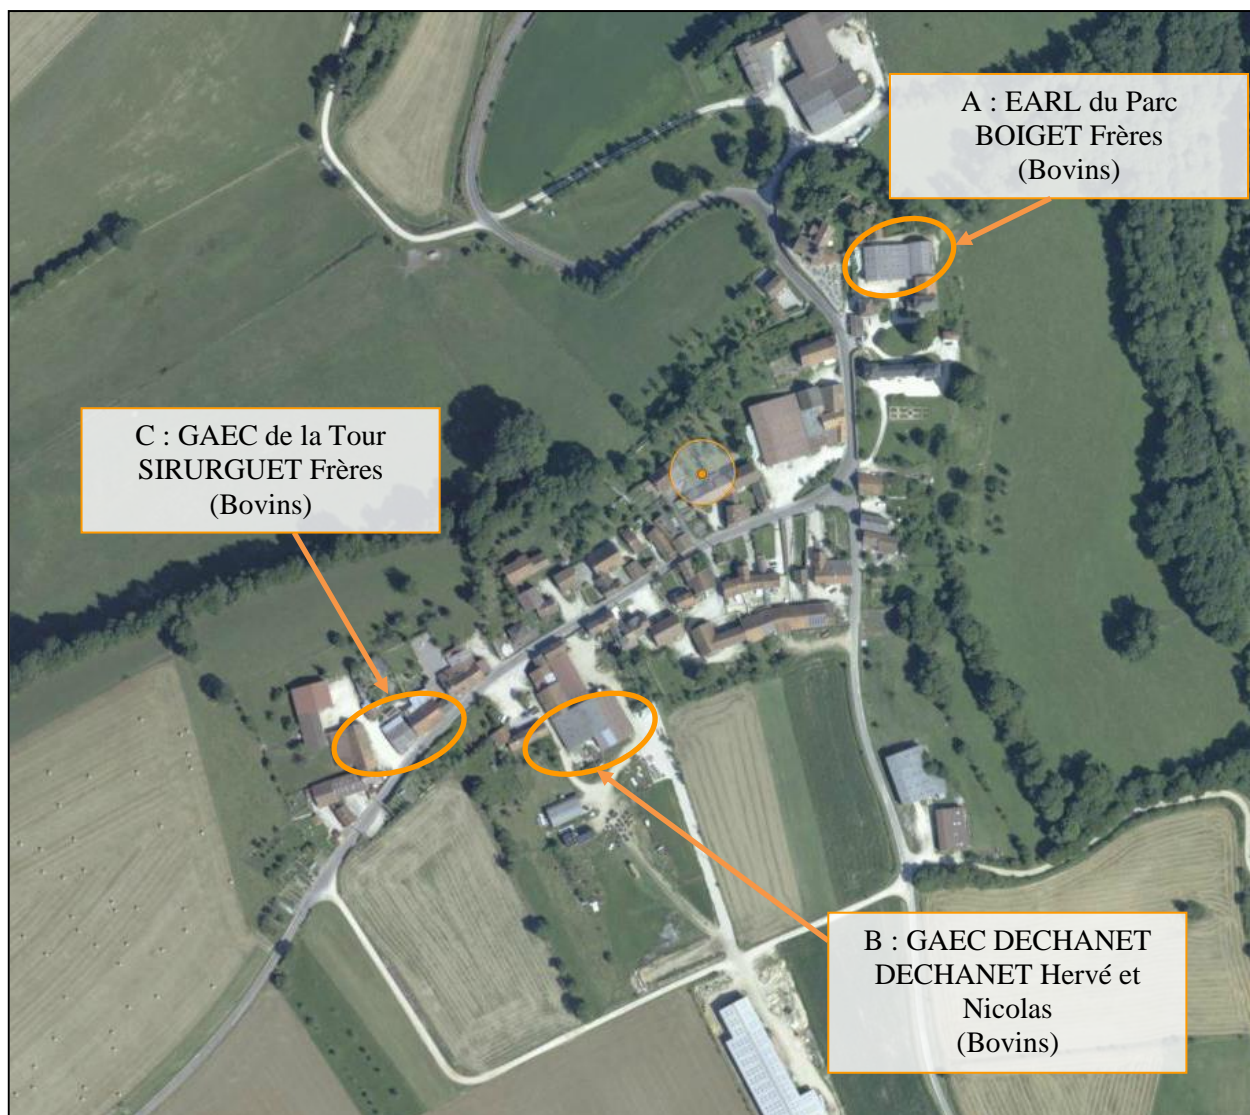 A : EARL du Parc
BOIGET Frères
(Bovins)
C : GAEC de la Tour
SIRURGUET Frères
(Bovins)
B : GAEC DECHANET
DECHANET Hervé et
Nicolas
(Bovins)